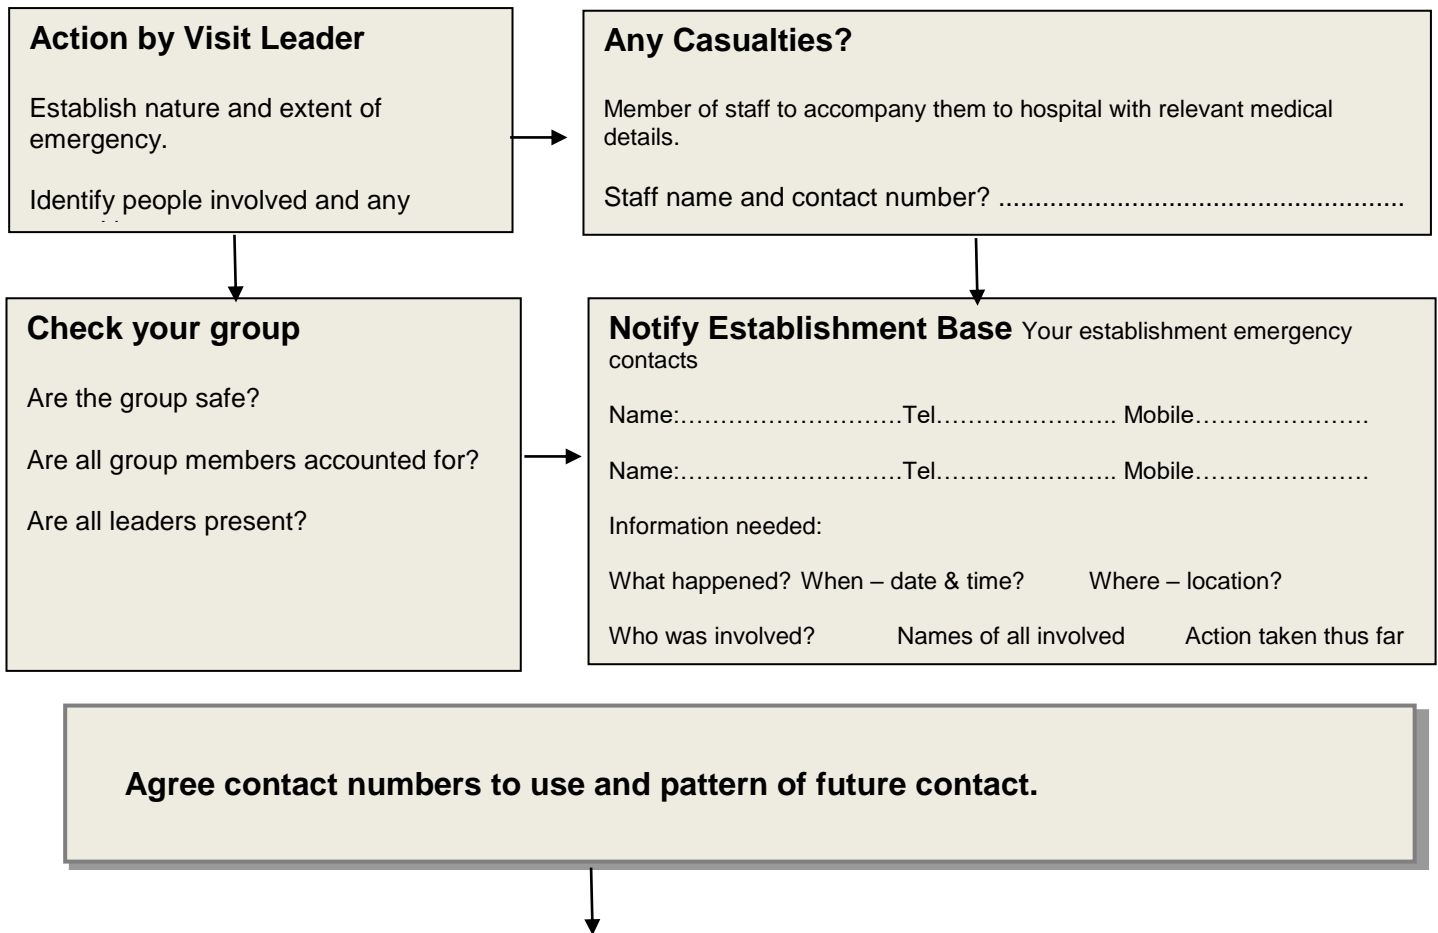 Action by Visit Leader
Establish nature and extent of
emergency.
Identify people involved and any
Any Casualties?
Member of staff to accompany them to hospital with relevant medical
details.
Staff name and contact number? ........................................................
Check your group
Are the group safe?
Are all group members accounted for?
Are all leaders present?
Notify Establishment Base Your establishment emergency
contacts
Name:……………………….Tel………………….. Mobile………………….
Name:……………………….Tel………………….. Mobile………………….
Information needed:
What happened? When – date & time? Where – location?
Who was involved? Names of all involved Action taken thus far
Agree contact numbers to use and pattern of future contact.